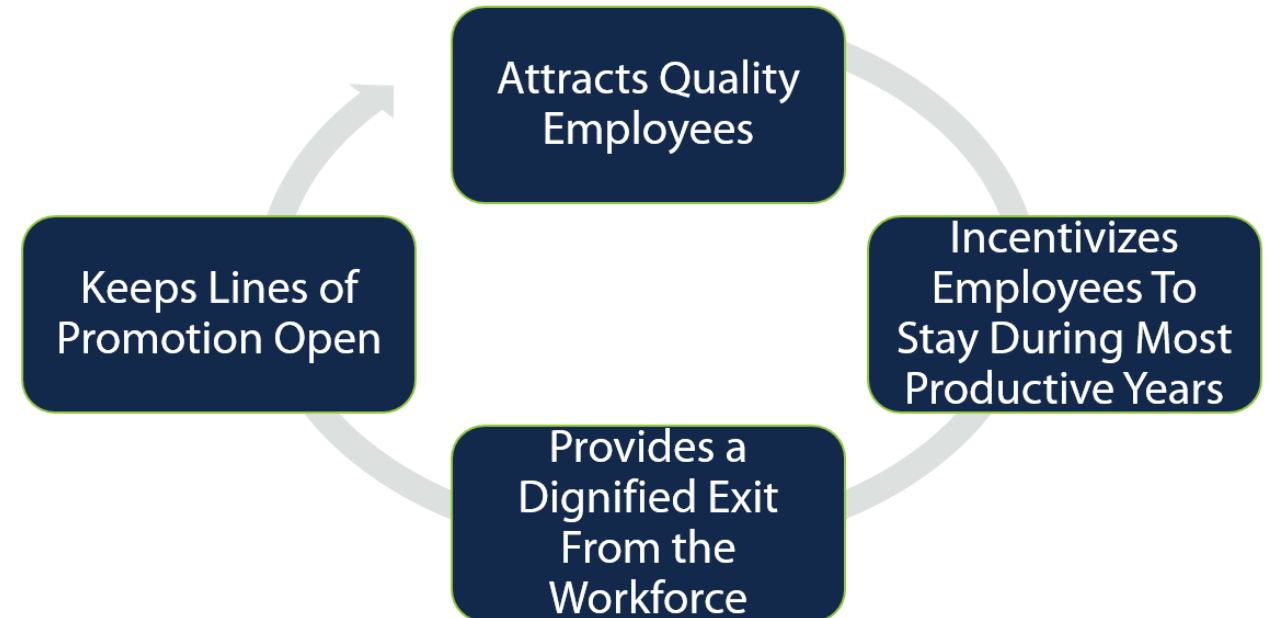 Attracts Quality
Employees
Incentivizes
Employees To
Stay During Most
Productive Years
Provides a
Dignified Exit
From the
Workforce
Keeps Lines of
Promotion Open